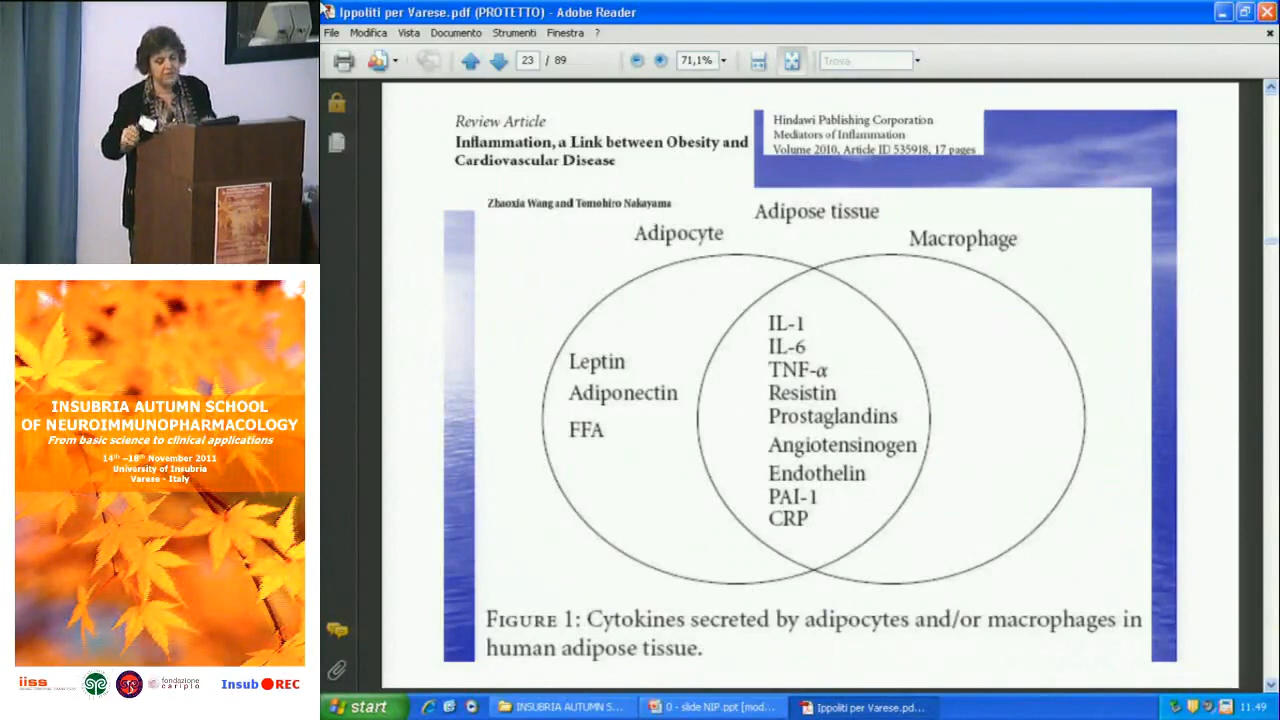 Ippoliti per Varese.pdf (PROTETTO) - Adobe Reader
File Modifica Vista Documento Strumenti Finestra ?
23 / 89 71,1% Trova
Review Article
Inflammation, a Link between Obesity and
Cardiovascular Disease
Hindawi Publishing Corporation
Mediators of Inflammation
Volume 2010, Article ID 535918, 17 pages
Zhaoxia Wang and Tomohiro Nakayama
Adipose tissue
Adipocyte
Macrophage
Leptin
Adiponectin
FFA
IL-1
IL-6
TNF-α
Resistin
Prostaglandins
Angiotensinogen
Endothelin
PAI-1
CRP
FIGURE 1: Cytokines secreted by adipocytes and/or macrophages in
human adipose tissue.
INSUBRIA AUTUMN SCHOOL
OF NEUROIMMUNOPHARMACOLOGY
From basic science to clinical applications
14th -18th November 2011
University of Insubria
Varese - Italy
iiss
fondazione
cariplo
Insub REC
start
INSUBRIA AUTUMN S...
0 - slide NIP.ppt [mod...
Ippoliti per Varese.pd...
11.49